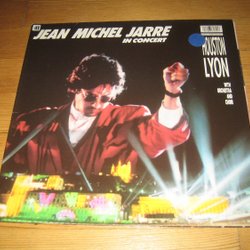 JEAN MICHEL JARRE
IN CONCERT
HOUSTON
LYON
WITH
ORCHESTRA
AND
CHOIR